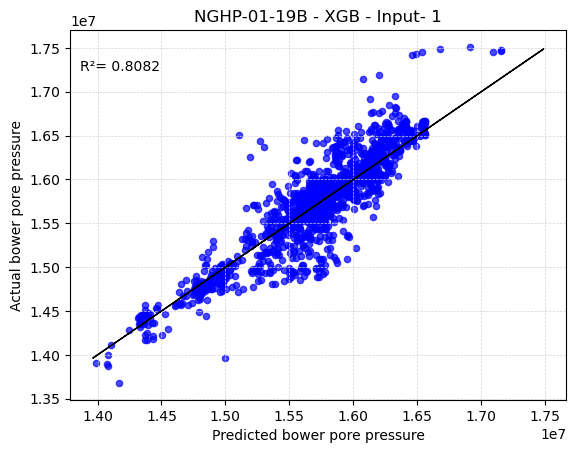 NGHP-01-19B - XGB - Input- 1
1e7
R²= 0.8082
1.75
1.70
1.65
1.60
1.55
1.50
1.45
1.40
1.35
Actual bower pore pressure
1.40 1.45 1.50 1.55 1.60 1.65 1.70 1.75
1e7
Predicted bower pore pressure